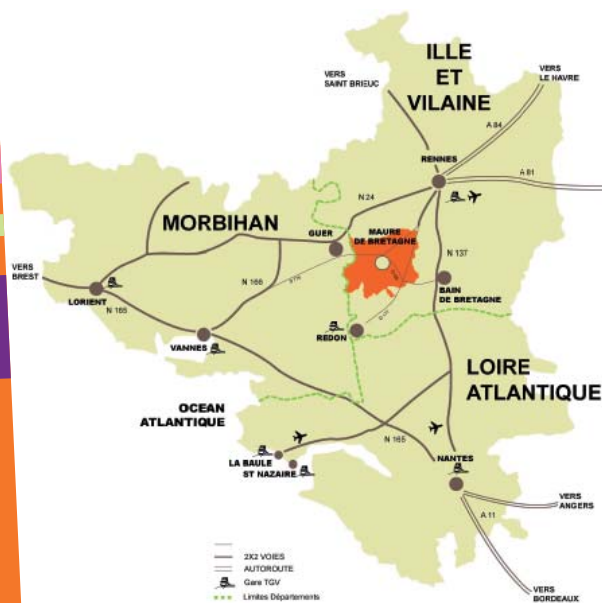 ILLE
ET
VILAINE
VERS
SAINT BRIEUC
VERS
LE HAVRE
A 84
RENNES
A 81
N 24
MORBIHAN
GUER
MAURE
DE BRETAGNE
N 137
VERS
BREST
LORIENT
N 166
N 165
BAIN
DE BRETAGNE
VANNES
REDON
LOIRE
ATLANTIQUE
OCEAN
ATLANTIQUE
N 165
LA BAULE
ST NAZAIRE
NANTES
VERS
ANGERS
A 11
VERS
BORDEAUX
2X2 VOIES
AUTOROUTE
Gare TGV
Limites Départements